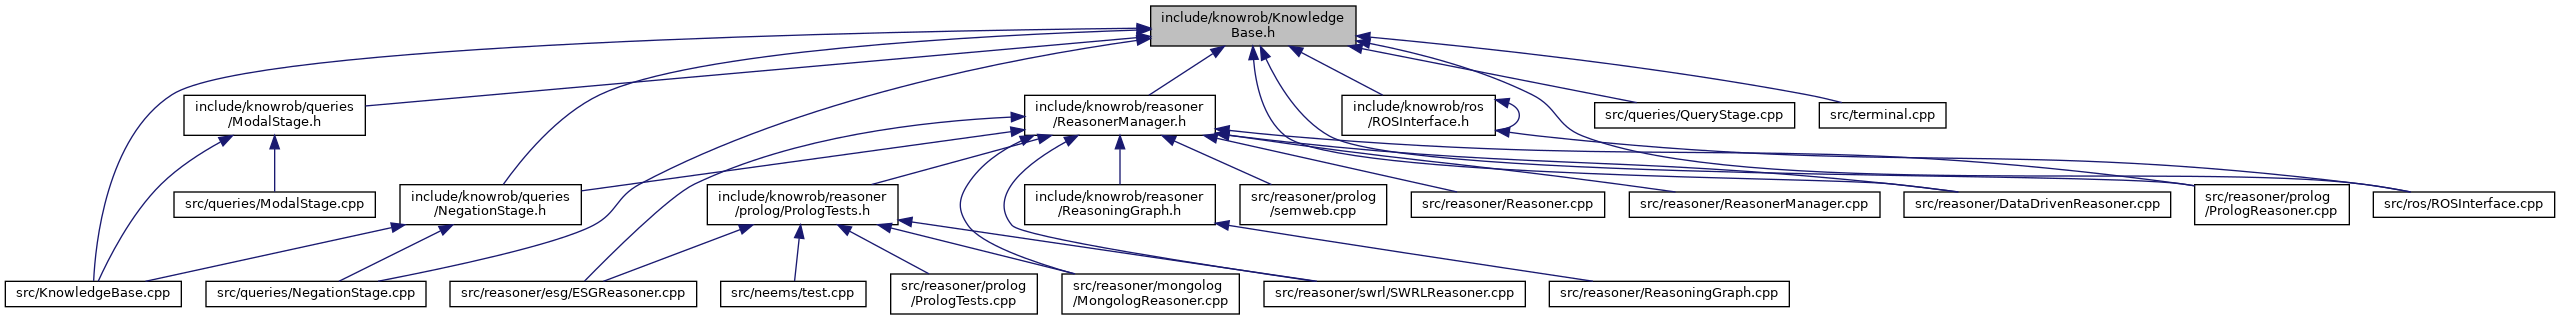 include/knowrob/Knowledge
Base.h
include/knowrob/queries
/ModalStage.h
include/knowrob/reasoner
/ReasonerManager.h
include/knowrob/ros
/ROSInterface.h
src/queries/QueryStage.cpp
src/terminal.cpp
src/queries/ModalStage.cpp
include/knowrob/queries
/NegationStage.h
include/knowrob/reasoner
/prolog/PrologTests.h
include/knowrob/reasoner
/ReasoningGraph.h
src/reasoner/prolog
/semweb.cpp
src/reasoner/Reasoner.cpp
src/reasoner/ReasonerManager.cpp
src/reasoner/DataDrivenReasoner.cpp
src/reasoner/prolog
/PrologReasoner.cpp
src/ros/ROSInterface.cpp
src/KnowledgeBase.cpp
src/queries/NegationStage.cpp
src/reasoner/esg/ESGReasoner.cpp
src/neems/test.cpp
src/reasoner/prolog
/PrologTests.cpp
src/reasoner/mongolog
/MongologReasoner.cpp
src/reasoner/swrl/SWRLReasoner.cpp
src/reasoner/ReasoningGraph.cpp